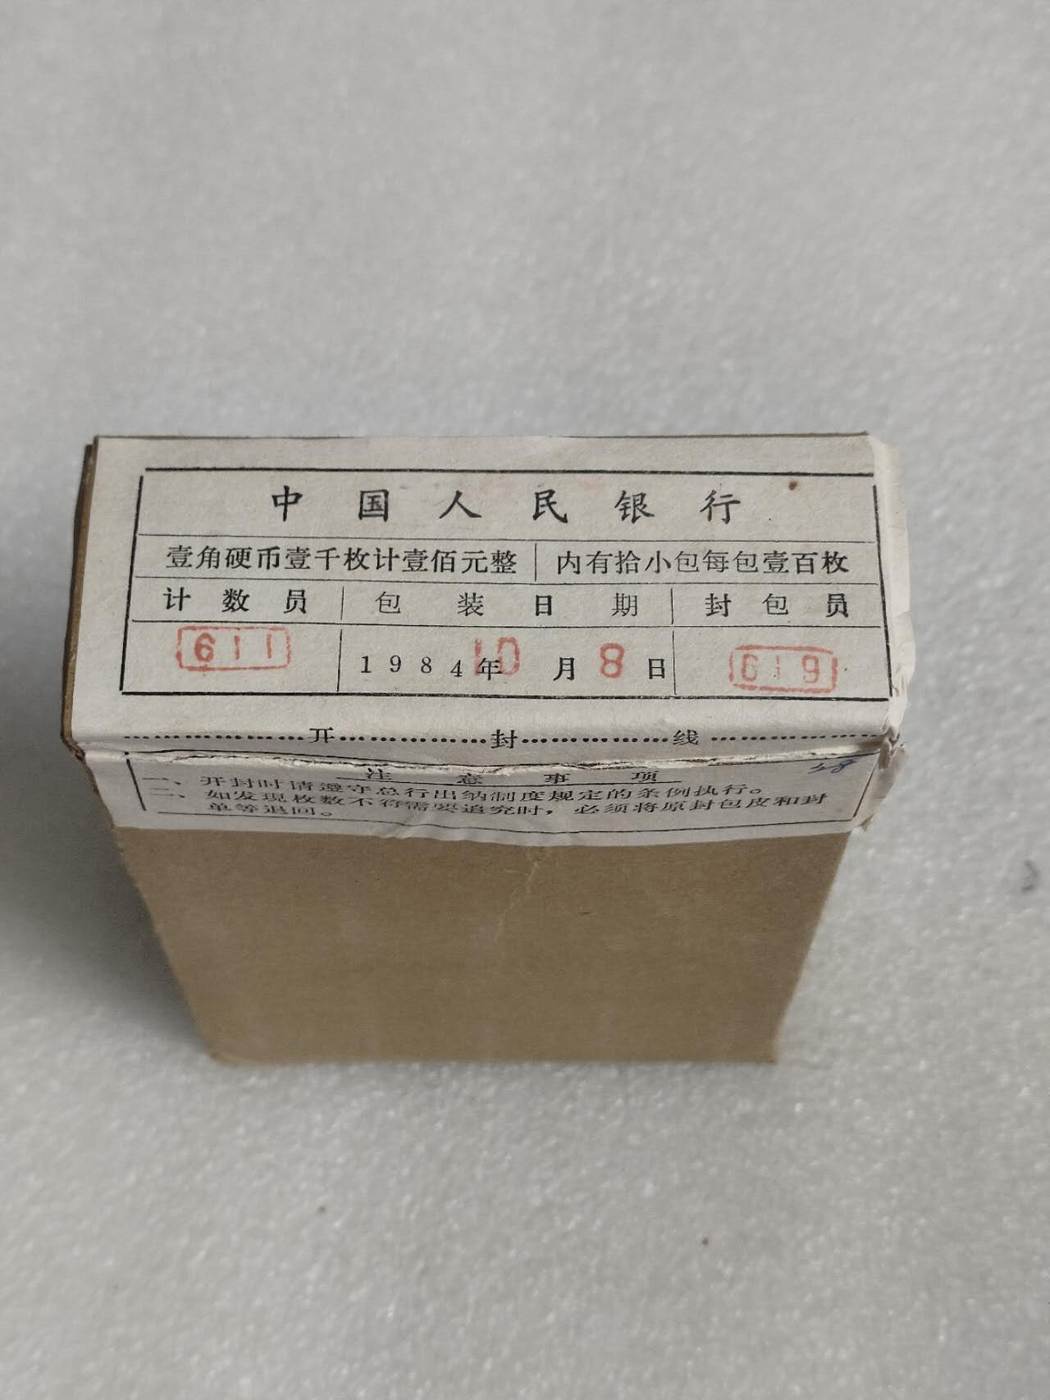 中国人民银行
壹角硬币壹千枚计壹佰元整 内有拾小包每包壹百枚
计数员 包装日期 封包员
611 1984年10月8日 619
开封线
注意事项
一、开封时请遵守总行出纳制度规定的条例执行。
二、如发现枚数不符需要追究时，必须将原封包皮和封
单等退回。